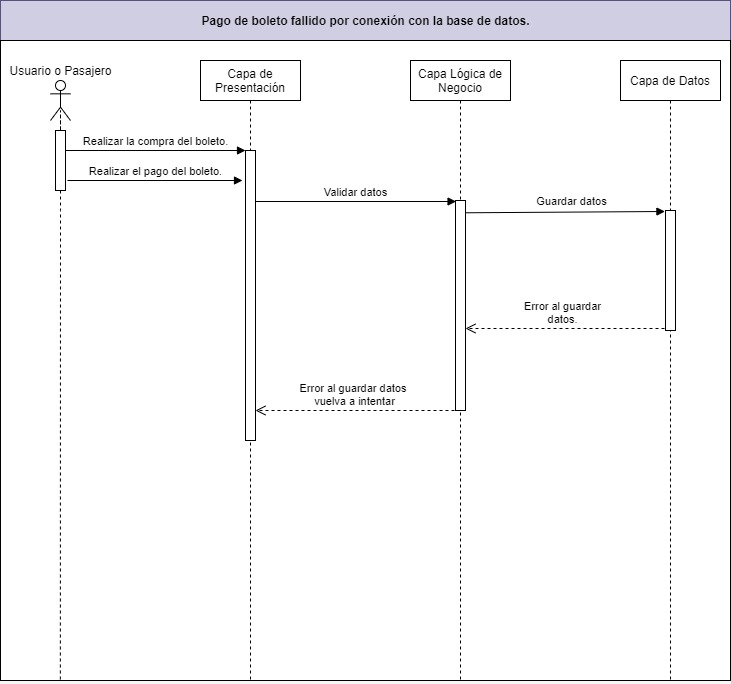 Pago de boleto fallido por conexión con la base de datos.
Usuario o Pasajero
Capa de
Presentación
Capa Lógica de
Negocio
Capa de Datos
Realizar la compra del boleto.
Realizar el pago del boleto.
Validar datos
Guardar datos
Error al guardar
datos.
Error al guardar datos
vuelva a intentar